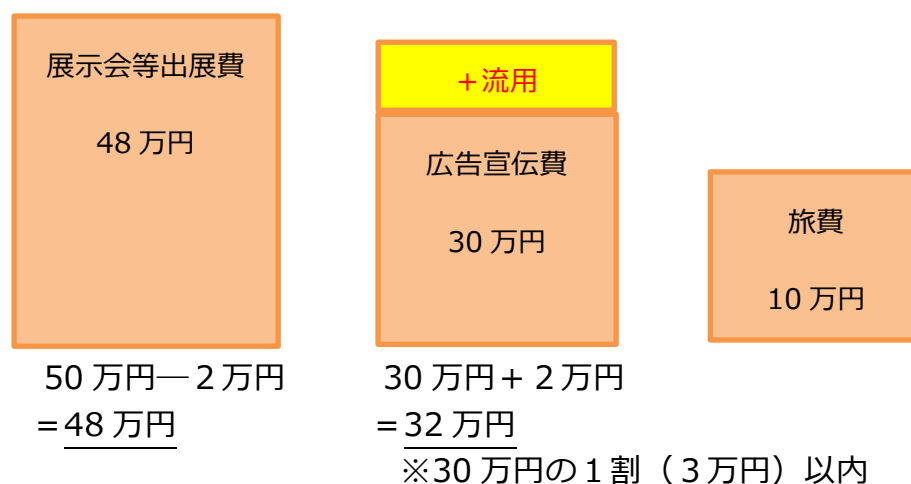 展示会等出展費
48 万円
＋流用
広告宣伝費
30 万円
旅費
10 万円
50 万円―２万円
＝48 万円
30 万円＋２万円
＝32 万円
※30 万円の１割（３万円）以内